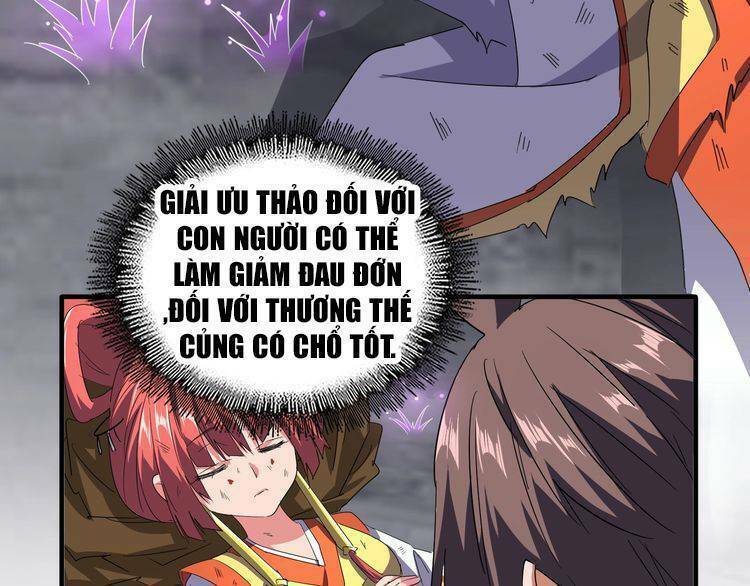 GIẢI ƯU THẢO ĐỐI VỚI
CON NGƯỜI CÓ THỂ
LÀM GIẢM ĐAU ĐỚN
,ĐỐI VỚI THƯƠNG THẾ
CỦNG CÓ CHỔ TỐT.